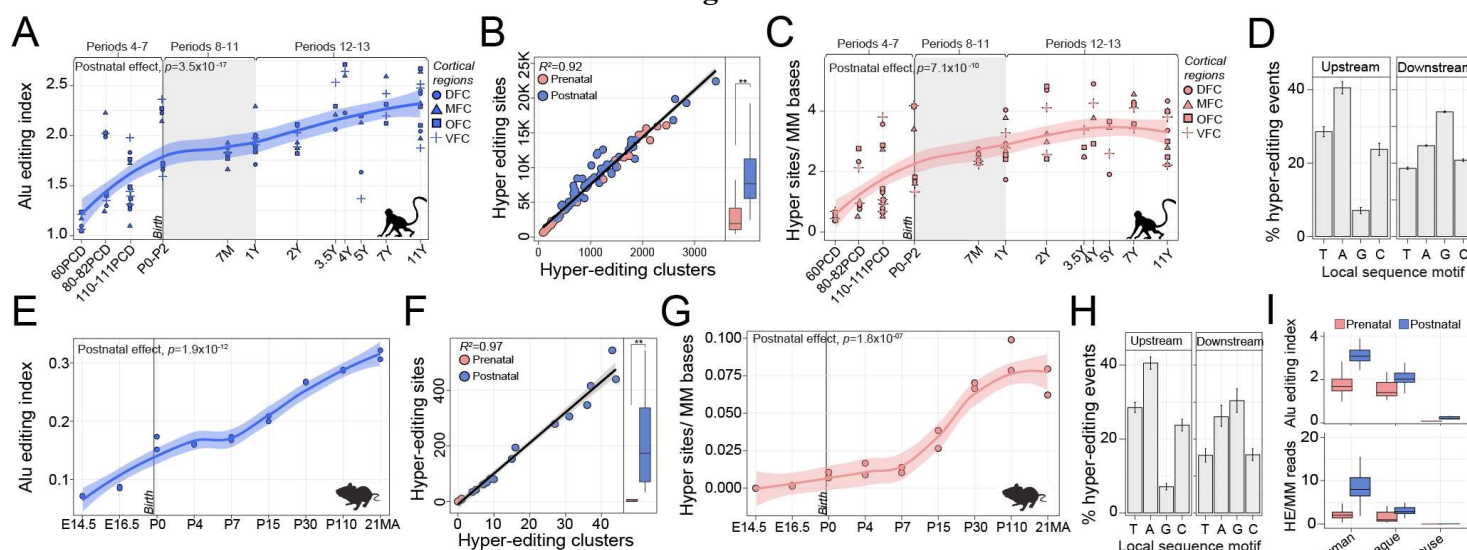 A
Periods 4-7
Periods 8-11
Periods 12-13
Postnatal effect, p=3.5x10⁻¹⁷
Alu editing index
2.5
2.0
1.5
1.0
Birth
60PCD
80-82PCD
110-111PCD
P0-P2
7M
1Y
2Y
3.5Y
4Y
5Y
7Y
11Y
Cortical
regions
DFC
MFC
OFC
VFC
B
R²=0.92
Prenatal
Postnatal
**
Hyper editing sites
25K
20K
15K
10K
5K
0
0
1000
2000
3000
Hyper-editing clusters
C
Periods 4-7
Periods 8-11
Periods 12-13
Postnatal effect, p=7.1x10⁻¹⁰
Hyper sites/ MM bases
4
2
0
Birth
60PCD
80-82PCD
110-111PCD
P0-P2
7M
1Y
2Y
3.5Y
4Y
5Y
7Y
11Y
Cortical
regions
DFC
MFC
OFC
VFC
D
Upstream
Downstream
% hyper-editing events
60
40
20
0
T A G C
T A G C
Local sequence motif
E
Postnatal effect, p=1.9x10⁻¹²
Alu editing index
0.3
0.2
0.1
Birth
E14.5
E16.5
P0
P4
P7
P15
P30
P110
21MA
F
R²=0.97
Prenatal
Postnatal
**
Hyper-editing sites
400
200
0
0
10
20
30
40
Hyper-editing clusters
G
Postnatal effect, p=1.8x10⁻⁰⁷
Hyper sites/ MM bases
0.100
0.075
0.050
0.025
0.000
Birth
E14.5
E16.5
P0
P4
P7
P15
P30
P110
21MA
H
Upstream
Downstream
% hyper-editing events
40
20
0
T A G C
T A G C
Local sequence motif
I
Prenatal
Postnatal
Alu editing index
4
2
0
HE/MM reads
20
10
0